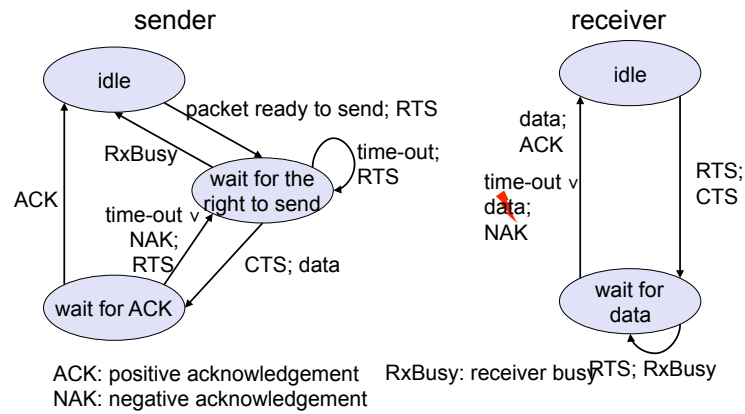 sender
receiver
idle
packet ready to send; RTS
RxBusy
time-out;
RTS
wait for the
right to send
ACK
time-out ∨
NAK;
RTS
CTS; data
wait for ACK
idle
data;
ACK
time-out ∨
data;
NAK
RTS;
CTS
wait for
data
RTS; RxBusy
ACK: positive acknowledgement
NAK: negative acknowledgement
RxBusy: receiver busy